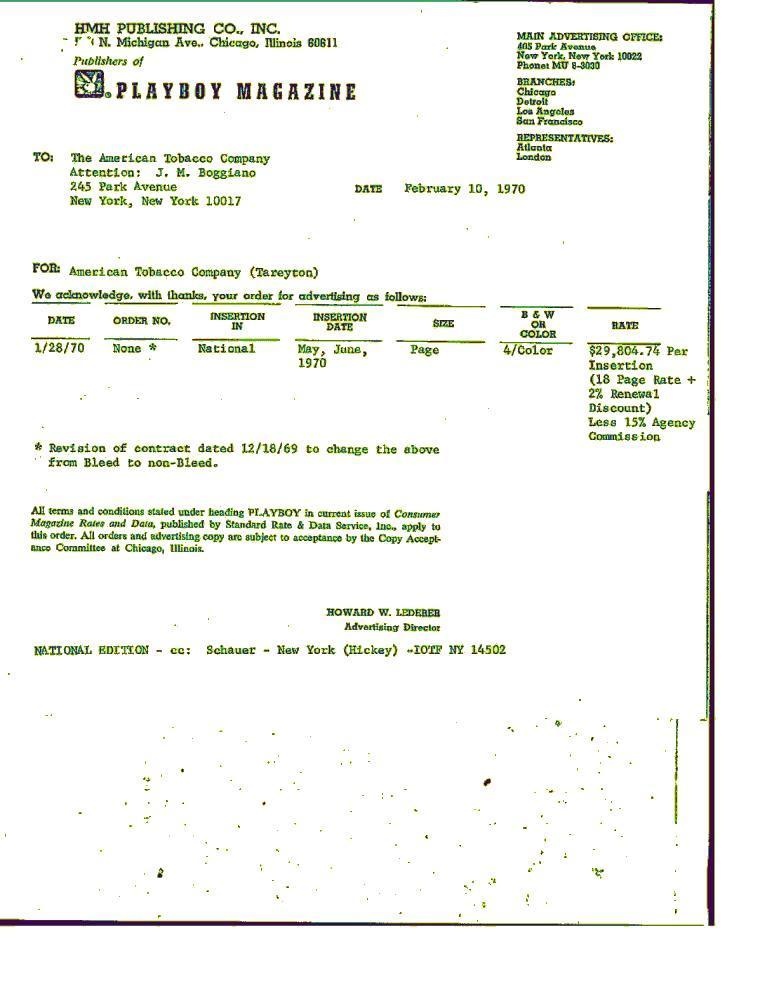 HMH PUBLISHING CO., INC.
N. Michigan Ave., Chicago, Illinois 60611
Publishers of
PLAYBOY MAGAZINE
MAIN ADVERTISING OFFICE:
405 Park Avenue
New York, New York 10022
Phone: MU 8-3030
BRANCHES:
Chicago
Detroit
Los Angeles
San Francisco
REPRESENTATIVES:
Atlanta
London
TO: The American Tobacco Company
Attention: J. M. Boggiano
245 Park Avenue
New York, New York 10017
DATE February 10, 1970
FOR: American Tobacco Company (Tareyton)
We acknowledge, with thanks, your order for advertising as follows:
DATE ORDER NO. INSERTION IN INSERTION DATE SIZE B & W OR COLOR RATE
1/28/70 None * National May, June, 1970 Page 4/Color $29,804.74 Per
Insertion
(18 Page Rate +
2% Renewal
Discount)
Less 15% Agency
Commission
* Revision of contract dated 12/18/69 to change the above
from Bleed to non-Bleed.
All terms and conditions stated under heading PLAYBOY in current issue of Consumer
Magazine Rates and Data, published by Standard Rate & Data Service, Inc., apply to
this order. All orders and advertising copy are subject to acceptance by the Copy Accept-
ance Committee at Chicago, Illinois.
HOWARD W. LEDERER
Advertising Director
NATIONAL EDITION - cc: Schauer - New York (Hickey) -IOTF NY 14502